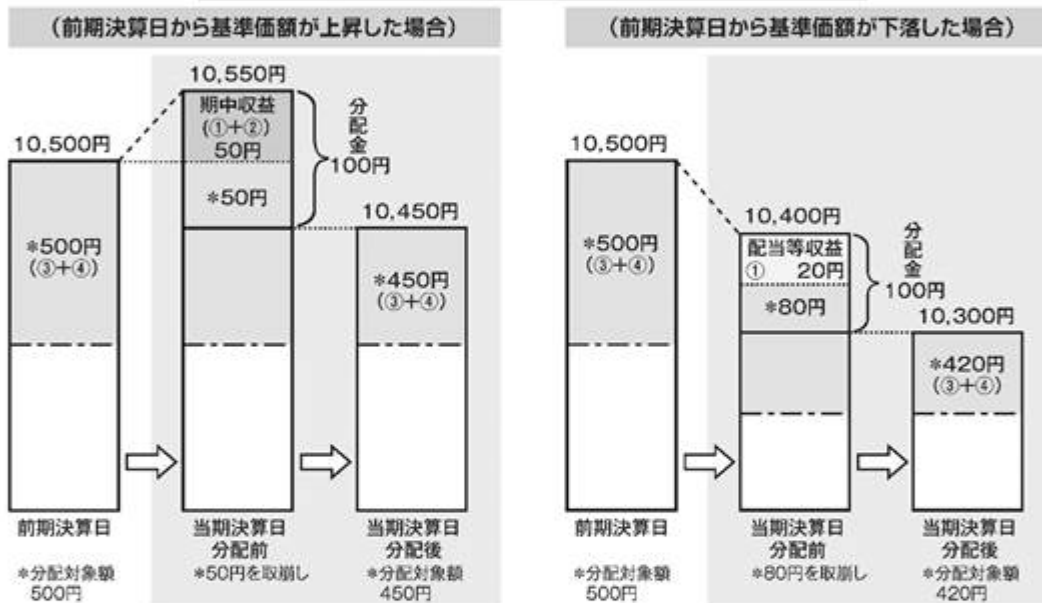 (前期決算日から基準価額が上昇した場合)
10,500円
*500円
(③+④)
前期決算日
*分配対象額
500円
10,550円
期中収益
(①+②)
50円
*50円
分配金
100円
当期決算日
分配前
*50円を取崩し
10,450円
*450円
(③+④)
当期決算日
分配後
*分配対象額
450円
(前期決算日から基準価額が下落した場合)
10,500円
*500円
(③+④)
前期決算日
*分配対象額
500円
10,400円
配当等収益
① 20円
*80円
分配金
100円
当期決算日
分配前
*80円を取崩し
10,300円
*420円
(③+④)
当期決算日
分配後
*分配対象額
420円